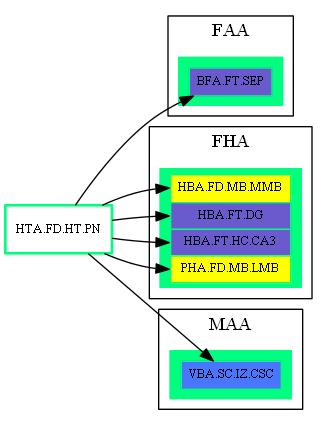 FAA
BFA.FT.SEP
FHA
HBA.FD.MB.MMB
HBA.FT.DG
HTA.FD.HT.PN
HBA.FT.HC.CA3
PHA.FD.MB.LMB
MAA
VBA.SC.IZ.CSC